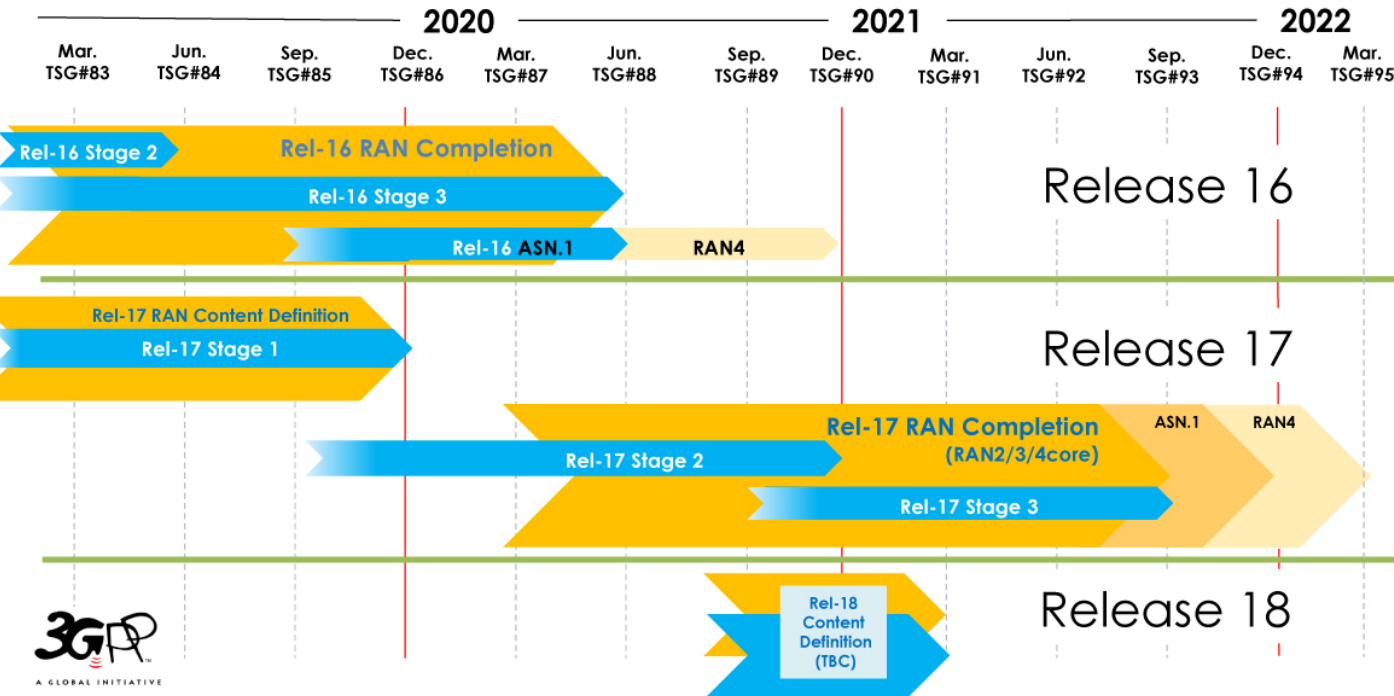 2020
2021
2022
Mar.
TSG#83
Jun.
TSG#84
Sep.
TSG#85
Dec.
TSG#86
Mar.
TSG#87
Jun.
TSG#88
Sep.
TSG#89
Dec.
TSG#90
Mar.
TSG#91
Jun.
TSG#92
Sep.
TSG#93
Dec.
TSG#94
Mar.
TSG#95
Rel-16 RAN Completion
Rel-16 Stage 2
Rel-16 Stage 3
Rel-16 ASN.1
RAN4
Release 16
Rel-17 RAN Content Definition
Rel-17 Stage 1
Release 17
Rel-17 RAN Completion
(RAN2/3/4core)
ASN.1
RAN4
Rel-17 Stage 2
Rel-17 Stage 3
Rel-18
Content
Definition
(TBC)
Release 18
3GPP
TM
A GLOBAL INITIATIVE